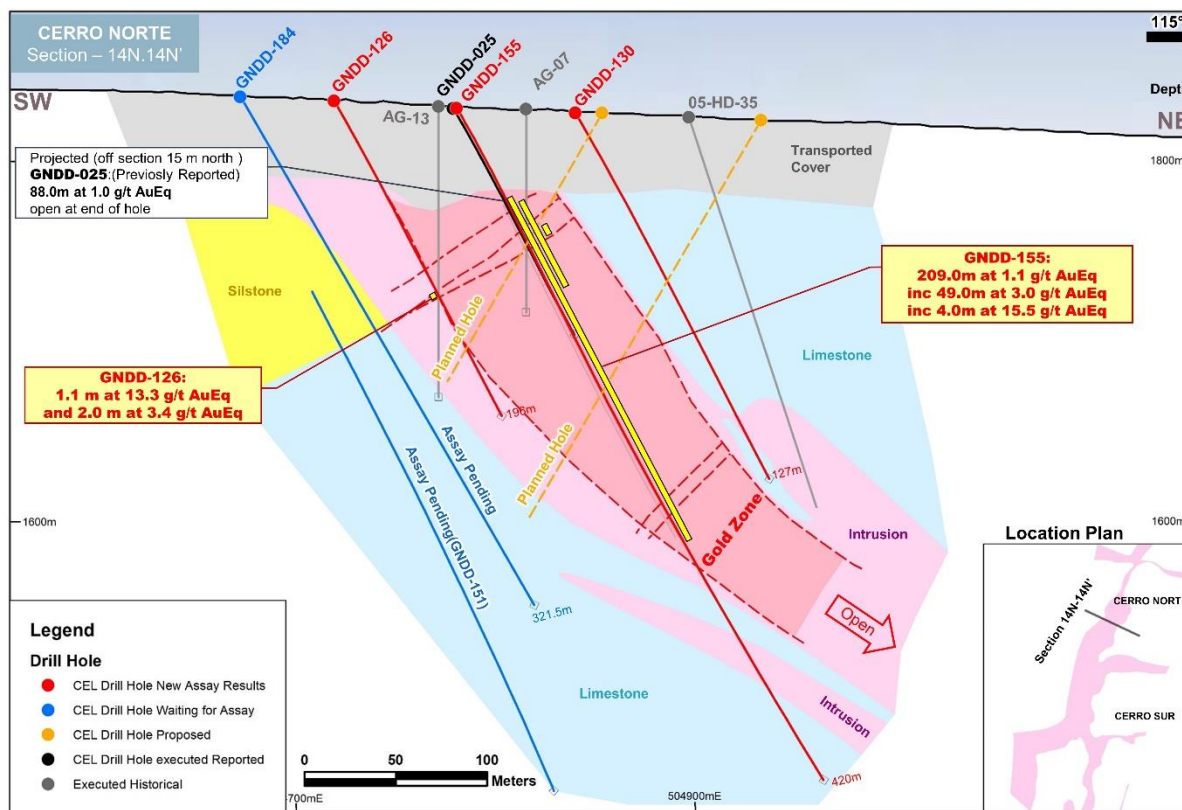 CERRO NORTE
Section – 14N.14N'
GNDD-184
GNDD-126
GNDD-025
GNDD-155
AG-07
GNDD-130
115°
Dept
SW
AG-13
05-HD-35
NE
Projected (off section 15 m north )
GNDD-025:(Previosly Reported)
88.0m at 1.0 g/t AuEq
open at end of hole
Transported
Cover
1800m
GNDD-155:
209.0m at 1.1 g/t AuEq
inc 49.0m at 3.0 g/t AuEq
inc 4.0m at 15.5 g/t AuEq
Silstone
Limestone
GNDD-126:
1.1 m at 13.3 g/t AuEq
and 2.0 m at 3.4 g/t AuEq
Planned Hole
196m
Assay Pending
Assay Pending(GNDD-151)
Planned Hole
127m
1600m
Gold Zone
Intrusion
1600m
Location Plan
321.5m
Open
CERRO NORT
Section 14N-14N'
CERRO SUR
Limestone
Intrusion
420m
Legend
Drill Hole
CEL Drill Hole New Assay Results
CEL Drill Hole Waiting for Assay
CEL Drill Hole Proposed
CEL Drill Hole executed Reported
Executed Historical
0 50 100
Meters
700mE
504900mE